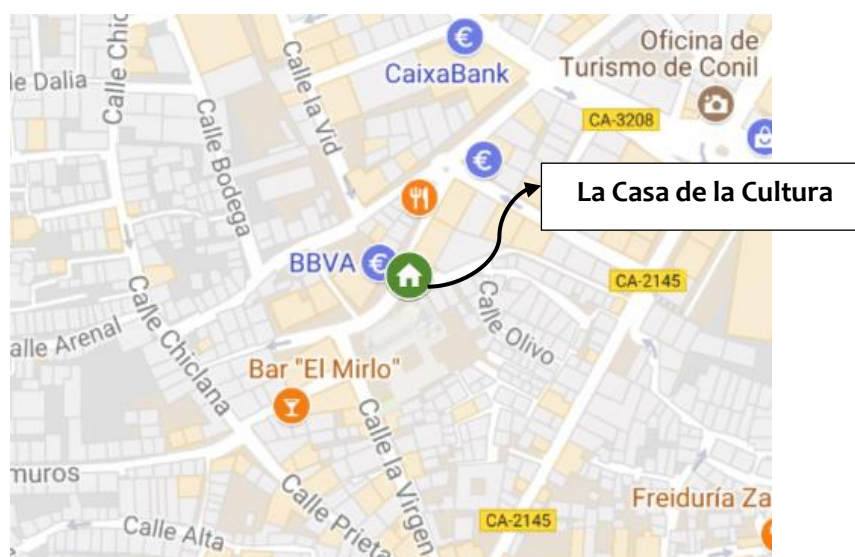 Calle Chic
le Dalia
Calle la Vid
CaixaBank
Oficina de
Turismo de Conil
CA-3208
Calle Bodega
La Casa de la Cultura
BBVA
CA-2145
Calle Olivo
alle Arenal
Calle Chiclana
Bar "El Mirlo"
Calle la Virgen
muros
Calle Prieta
Freiduría Za
Calle Alta
CA-2145